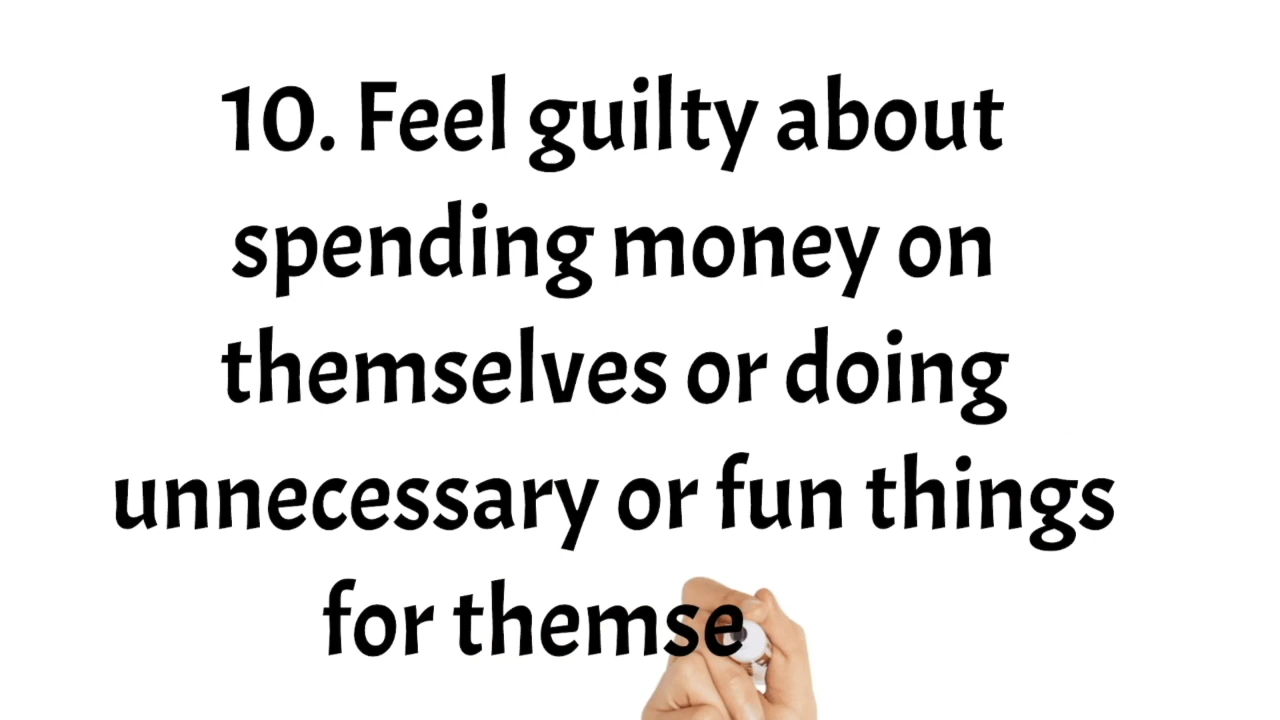 10. Feel guilty about
spending money on
themselves or doing
unnecessary or fun things
for themse